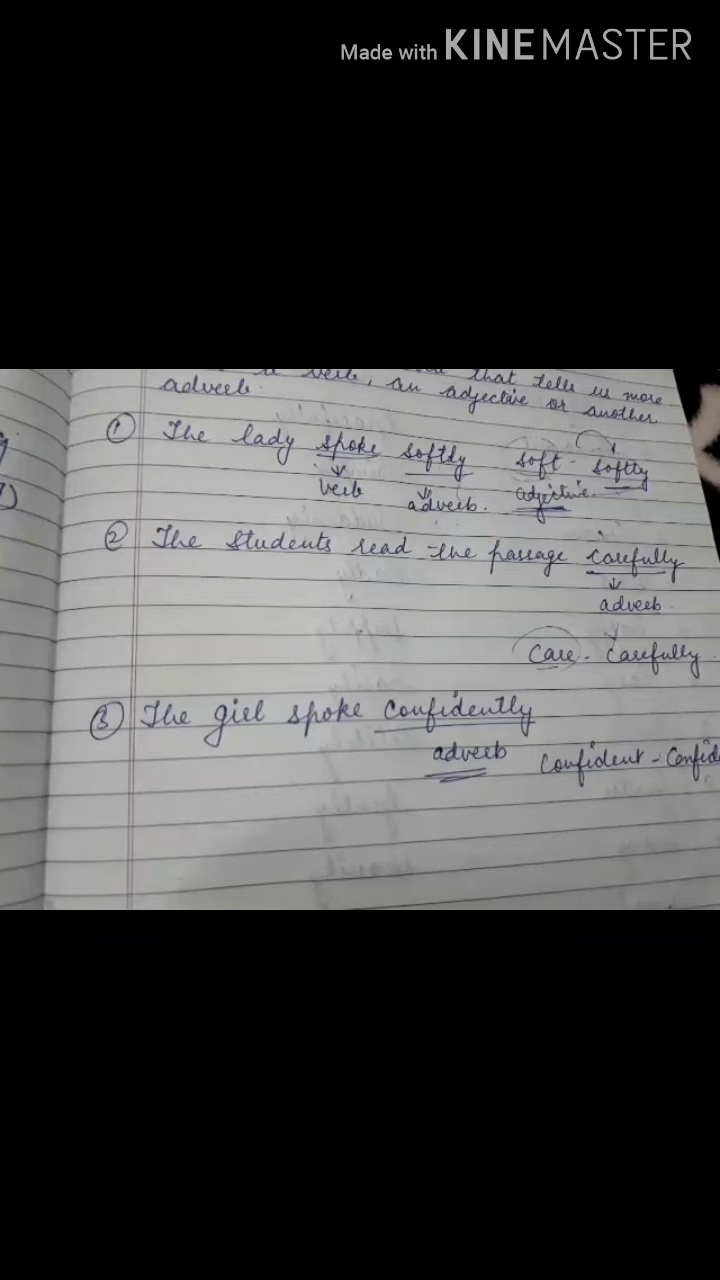 Made with KINEMASTER
verb, that tells us more
adverb. an adjective or another
① The lady spoke softly soft - softly
verb adverb. adjective.
② The students read the passage carefully
adverb
Care - Carefully.
③ The girl spoke confidently
adverb Confident - Confid